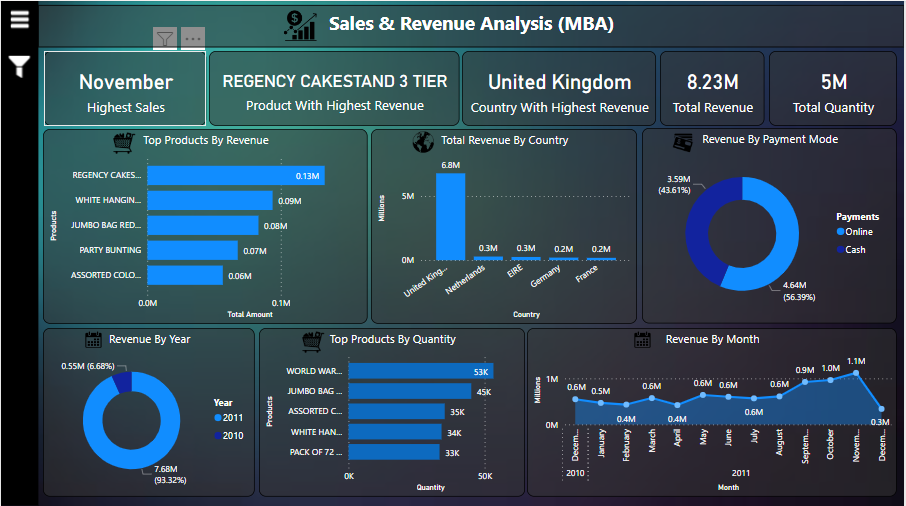 Sales & Revenue Analysis (MBA)
November
Highest Sales
REGENCY CAKESTAND 3 TIER
Product With Highest Revenue
United Kingdom
Country With Highest Revenue
8.23M
Total Revenue
5M
Total Quantity
Top Products By Revenue
Products
REGENCY CAKES...
0.13M
WHITE HANGIN...
0.09M
JUMBO BAG RED...
0.08M
PARTY BUNTING
0.07M
ASSORTED COLO...
0.06M
0.0M 0.1M
Total Amount
Total Revenue By Country
Millions
5M
0M
6.8M
0.3M
0.3M
0.2M
0.2M
United King...
Netherlands
EIRE
Germany
France
Country
Revenue By Payment Mode
3.59M
(43.61%)
4.64M
(56.39%)
Payments
Online
Cash
Revenue By Year
0.55M (6.68%)
7.68M
(93.32%)
Year
2011
2010
Top Products By Quantity
Products
WORLD WAR...
53K
JUMBO BAG ...
45K
ASSORTED C...
35K
WHITE HAN...
34K
PACK OF 72 ...
33K
0K 50K
Quantity
Revenue By Month
Millions
1M
0M
0.6M
0.5M
0.4M
0.6M
0.4M
0.6M
0.6M
0.6M
0.6M
0.9M
1.0M
1.1M
0.3M
Decem...
January
February
March
April
May
June
July
August
Septem...
October
Novem...
Decem...
2010 2011
Month